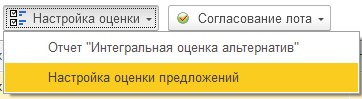 Настройка оценки Согласование лота
Отчет "Интегральная оценка альтернатив"
Настройка оценки предложений